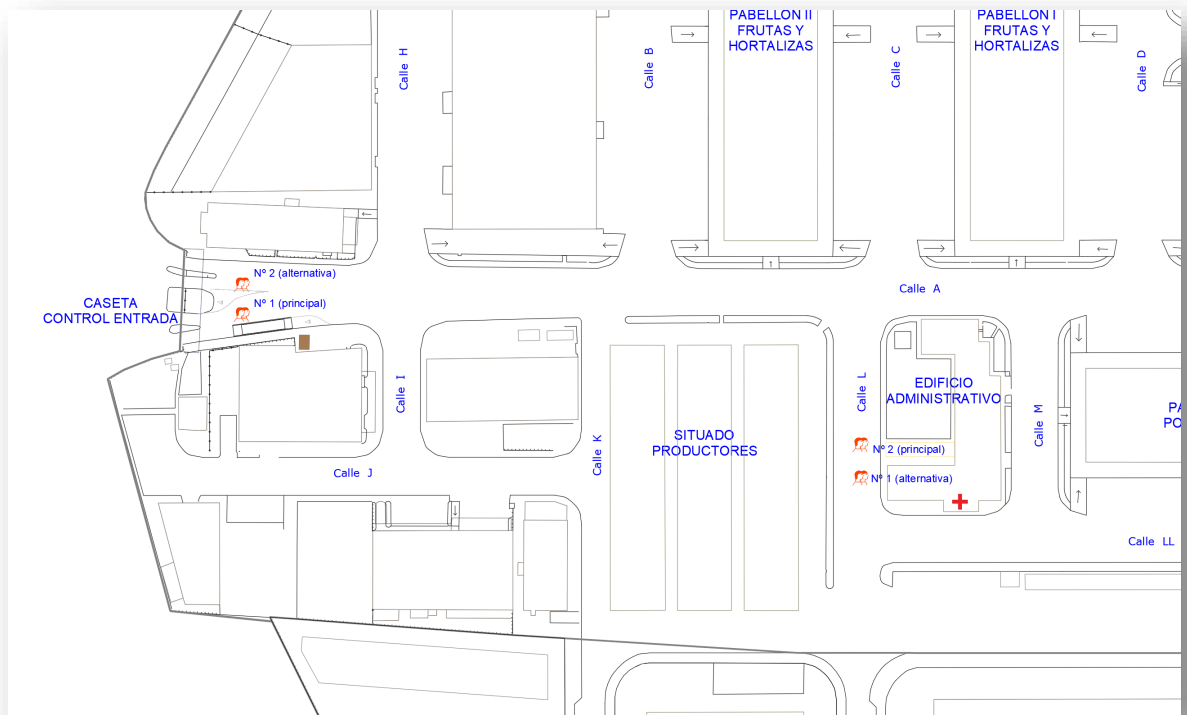 PABELLON II
FRUTAS Y
HORTALIZAS
PABELLON I
FRUTAS Y
HORTALIZAS
Calle H
Calle B
Calle C
Calle D
Nº 2 (alternativa)
Nº 1 (principal)
CASETA
CONTROL ENTRADA
Calle A
Calle I
Calle J
Calle K
SITUADO
PRODUCTORES
Calle L
EDIFICIO
ADMINISTRATIVO
Nº 2 (principal)
Nº 1 (alternativa)
Calle M
PA
PO
Calle LL